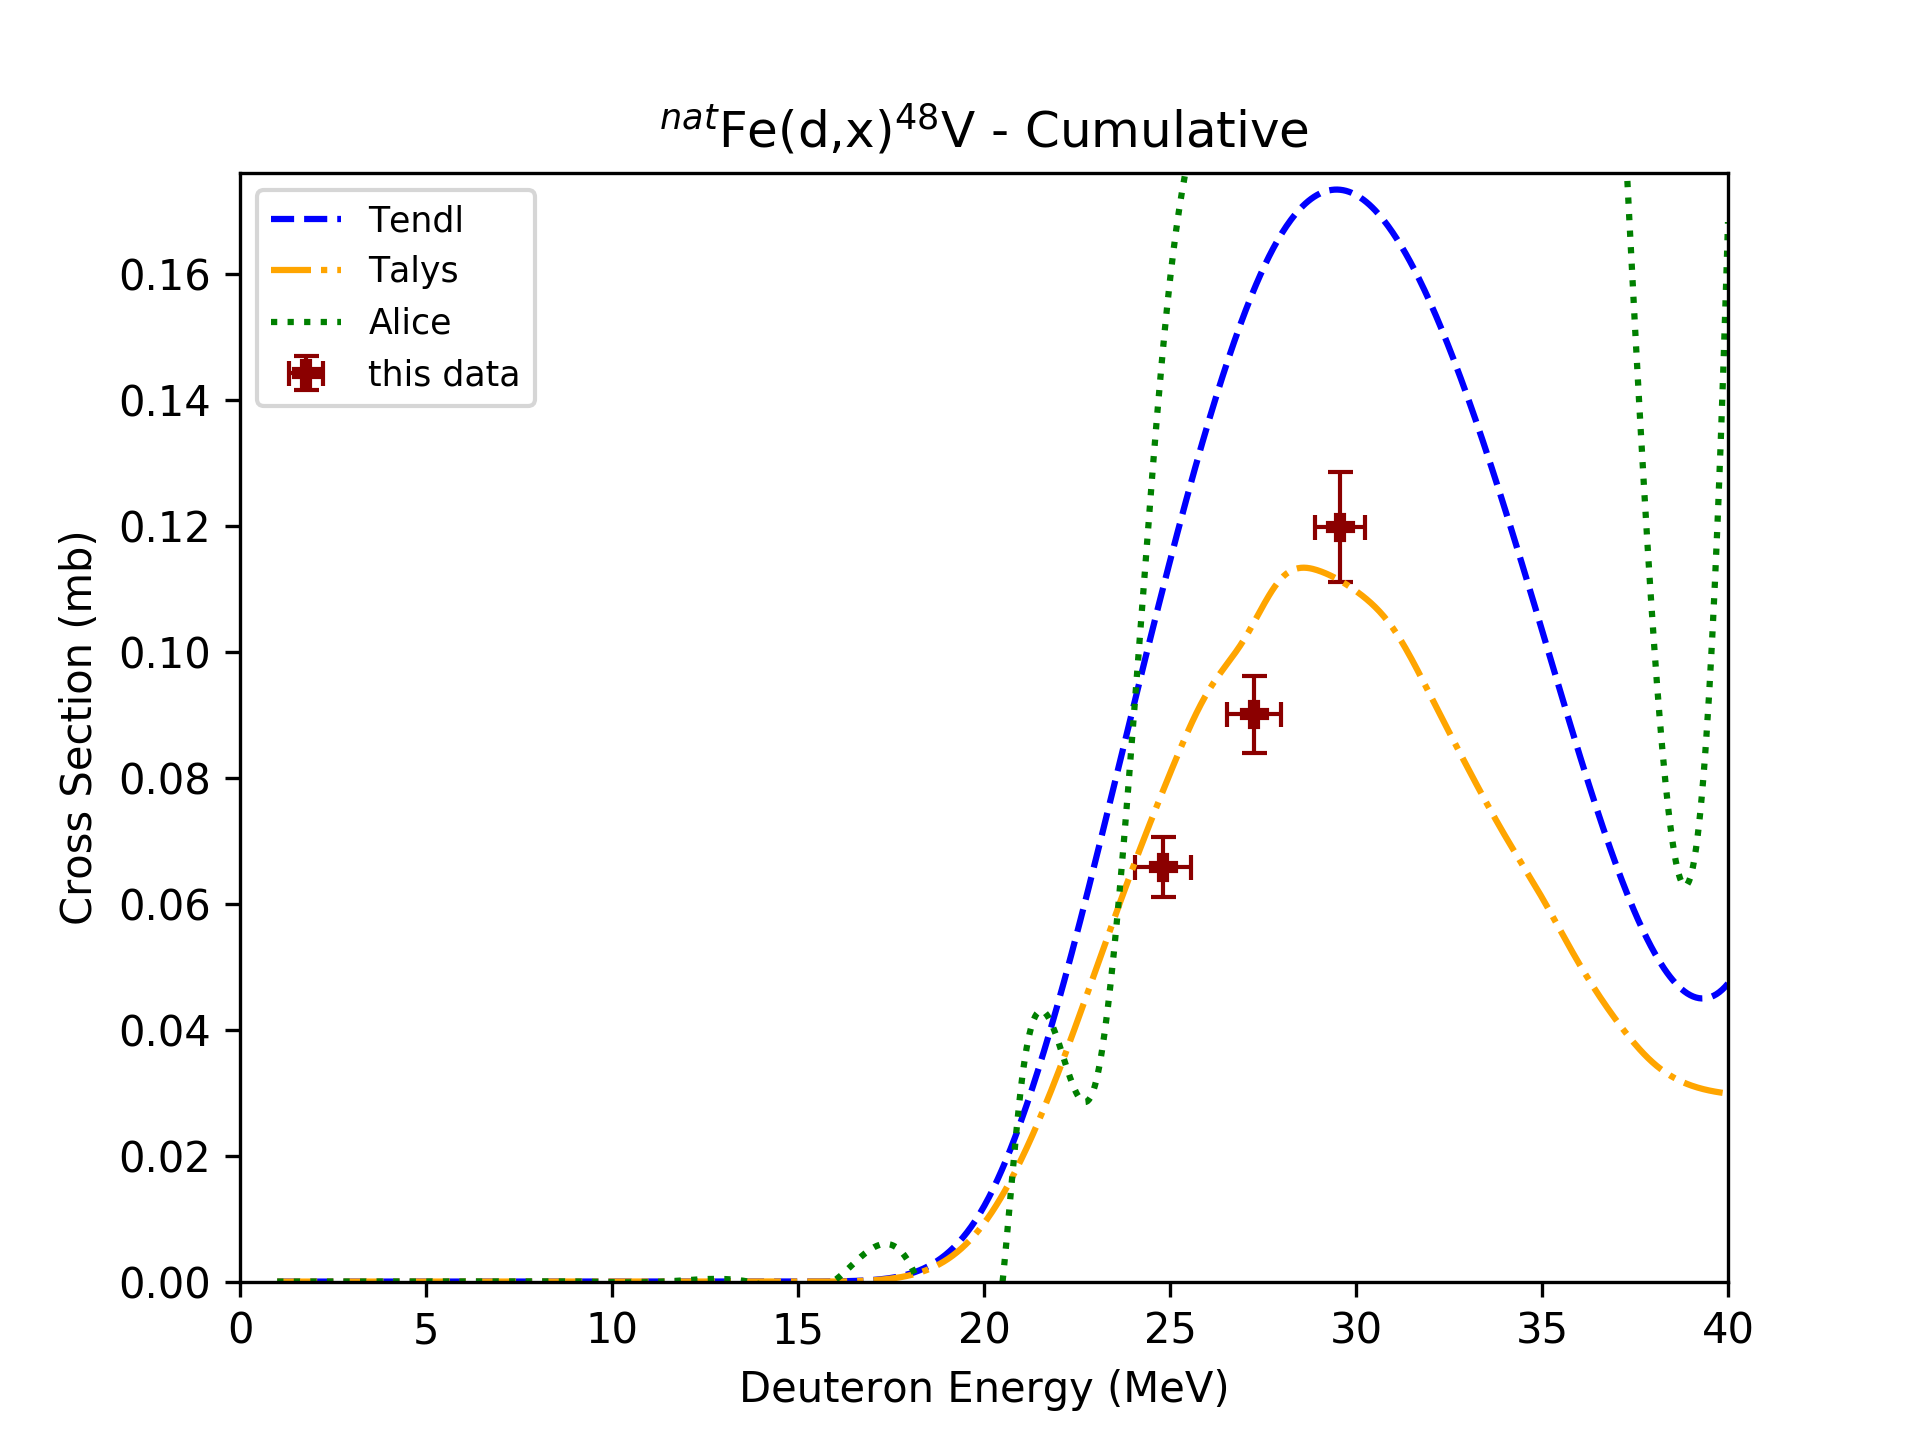 natFe(d,x)48V - Cumulative
Tendl
Talys
Alice
this data
0.16
0.14
0.12
0.10
0.08
0.06
0.04
0.02
0.00
Cross Section (mb)
0 5 10 15 20 25 30 35 40
Deuteron Energy (MeV)